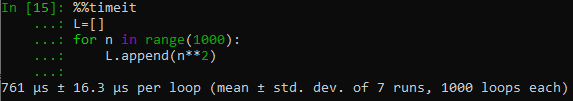 In [15]: %%timeit
    ...: L=[]
    ...: for n in range(1000):
    ...:     L.append(n**2)
    ...:
761 µs ± 16.3 µs per loop (mean ± std. dev. of 7 runs, 1000 loops each)